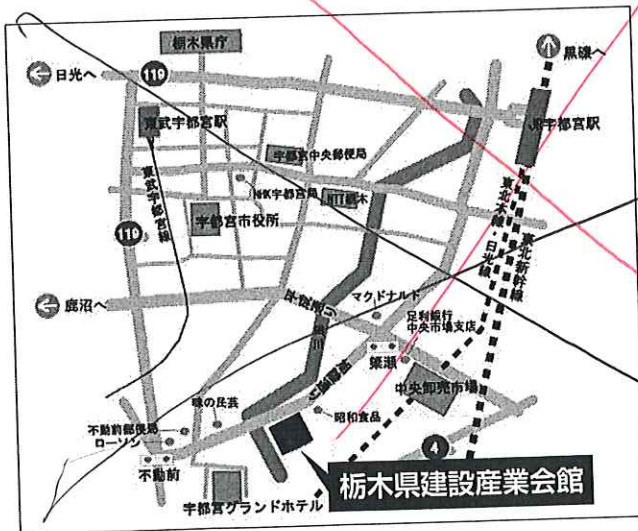 栃木県庁
黒磯へ
日光へ
119
JR宇都宮駅
東武宇都宮駅
宇都宮中央郵便局
東武宇都宮線
NHK宇都宮局
NTT栃木
東北本線・日光線
東北新幹線
119
宇都宮市役所
鹿沼へ
マクドナルド
足利銀行
中央市場支店
簗瀬
中央卸売市場
味の民芸
昭和食品
不動前郵便局
ローソン
4
不動前
栃木県建設産業会館
宇都宮グランドホテル